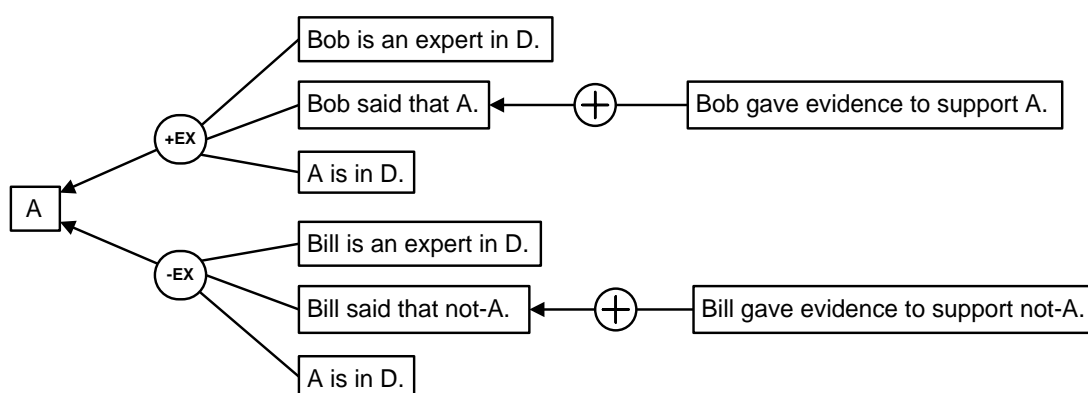 Bob is an expert in D.
Bob said that A.
+
Bob gave evidence to support A.
+EX
A is in D.
A
Bill is an expert in D.
-EX
Bill said that not-A.
+
Bill gave evidence to support not-A.
A is in D.